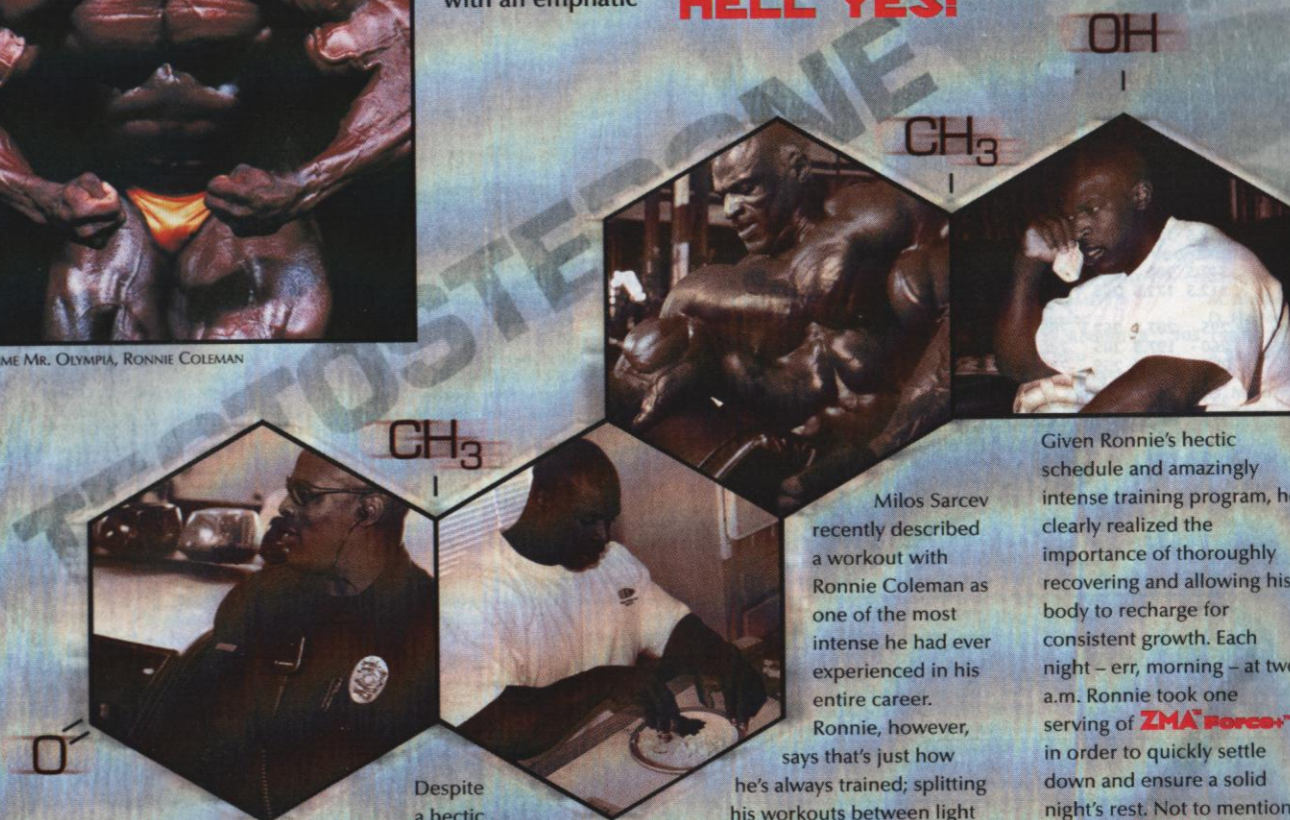 with an emphatic
HELL YES!
OH
CH3
TESTOSTERONE
ME MR. OLYMPIA, RONNIE COLEMAN
CH3
O
Milos Sarcev
recently described
a workout with
Ronnie Coleman as
one of the most
intense he had ever
experienced in his
entire career.
Ronnie, however,
says that's just how
he's always trained; splitting
his workouts between light
Given Ronnie's hectic
schedule and amazingly
intense training program, he
clearly realized the
importance of thoroughly
recovering and allowing his
body to recharge for
consistent growth. Each
night – err, morning – at two
a.m. Ronnie took one
serving of ZMA™ Force+™
in order to quickly settle
down and ensure a solid
night's rest. Not to mention
Despite
a hectic